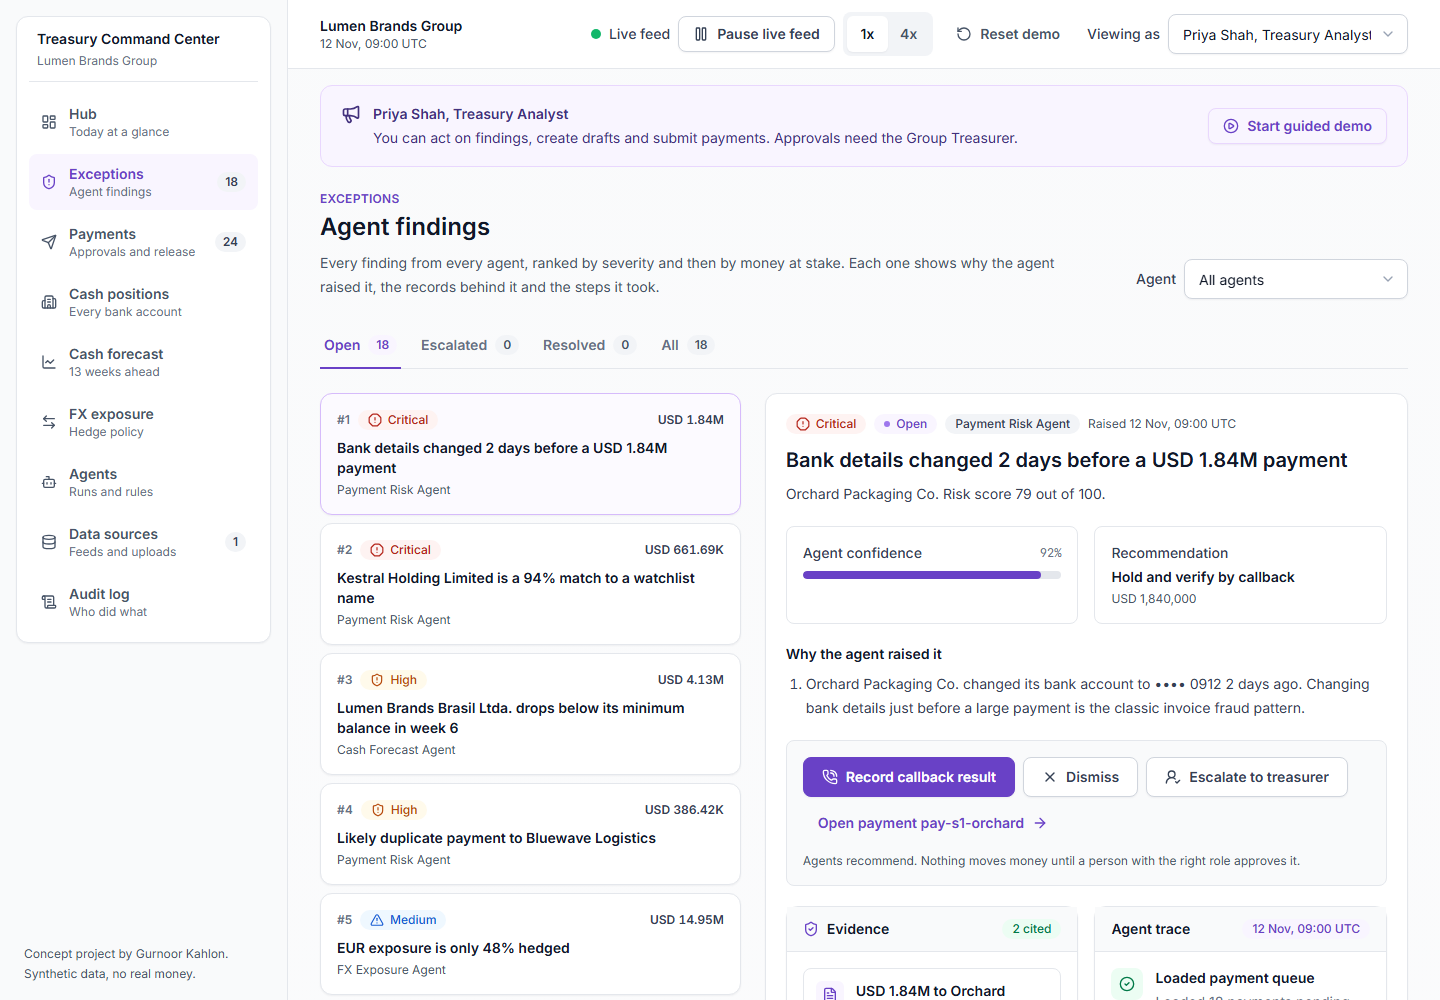 Treasury Command Center
Lumen Brands Group
Hub
Today at a glance
Exceptions
Agent findings
18
Payments
Approvals and release
24
Cash positions
Every bank account
Cash forecast
13 weeks ahead
FX exposure
Hedge policy
Agents
Runs and rules
Data sources
Feeds and uploads
1
Audit log
Who did what
Concept project by Gurnoor Kahlon.
Synthetic data, no real money.
Lumen Brands Group
12 Nov, 09:00 UTC
Live feed
Pause live feed
1x
4x
Reset demo
Viewing as
Priya Shah, Treasury Analyst
Priya Shah, Treasury Analyst
You can act on findings, create drafts and submit payments. Approvals need the Group Treasurer.
Start guided demo
EXCEPTIONS
Agent findings
Every finding from every agent, ranked by severity and then by money at stake. Each one shows why the agent
raised it, the records behind it and the steps it took.
Agent
All agents
Open 18
Escalated 0
Resolved 0
All 18
#1 Critical USD 1.84M
Bank details changed 2 days before a USD 1.84M
payment
Payment Risk Agent
#2 Critical USD 661.69K
Kestral Holding Limited is a 94% match to a watchlist
name
Payment Risk Agent
#3 High USD 4.13M
Lumen Brands Brasil Ltda. drops below its minimum
balance in week 6
Cash Forecast Agent
#4 High USD 386.42K
Likely duplicate payment to Bluewave Logistics
Payment Risk Agent
#5 Medium USD 14.95M
EUR exposure is only 48% hedged
FX Exposure Agent
Critical Open Payment Risk Agent Raised 12 Nov, 09:00 UTC
Bank details changed 2 days before a USD 1.84M payment
Orchard Packaging Co. Risk score 79 out of 100.
Agent confidence 92%
Recommendation
Hold and verify by callback
USD 1,840,000
Why the agent raised it
1. Orchard Packaging Co. changed its bank account to •••• 0912 2 days ago. Changing
bank details just before a large payment is the classic invoice fraud pattern.
Record callback result
Dismiss
Escalate to treasurer
Open payment pay-s1-orchard
Agents recommend. Nothing moves money until a person with the right role approves it.
Evidence
2 cited
USD 1.84M to Orchard
Agent trace
12 Nov, 09:00 UTC
Loaded payment queue